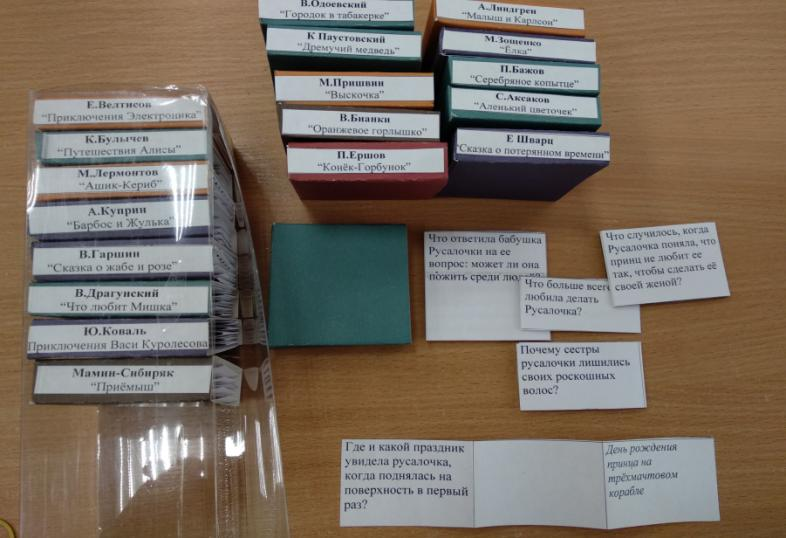 В.Одоевский
“Городок в табакерке”
К Паустовский
“Дремучий медведь”
М.Пришвин
“Выскочка”
В.Бианки
“Оранжевое горлышко”
П.Ершов
“Конёк-Горбунок”
А.Линдгрен
“Малыш и Карлсон”
М.Зощенко
“Ёлка”
П.Бажов
“Серебряное копытце”
С.Аксаков
“Аленький цветочек”
Е Шварц
“Сказка о потерянном времени”
Е.Велтисов
“Приключения Электроника”
К.Булычев
“Путешествия Алисы”
М.Лермонтов
“Ашик-Кериб”
А.Куприн
“Барбос и Жулька”
В.Гаршин
“Сказка о жабе и розе”
В.Драгунский
“Что любит Мишка”
Ю.Коваль
Приключения Васи Куролесова
Мамин-Сибиряк
“Приёмыш”
Что ответила бабушка
Русалочки на ее
вопрос: может ли она
пожить среди
Что больше всего
любила делать
Русалочка?
Что случилось, когда
Русалочка поняла, что
принц не любит ее
так, чтобы сделать её
своей женой?
Почему сестры
русалочки лишились
своих роскошных
волос?
Где и какой праздник
увидела русалочка,
когда поднялась на
поверхность в первый
раз?
День рождения
принца на
трёхмачтовом
корабле